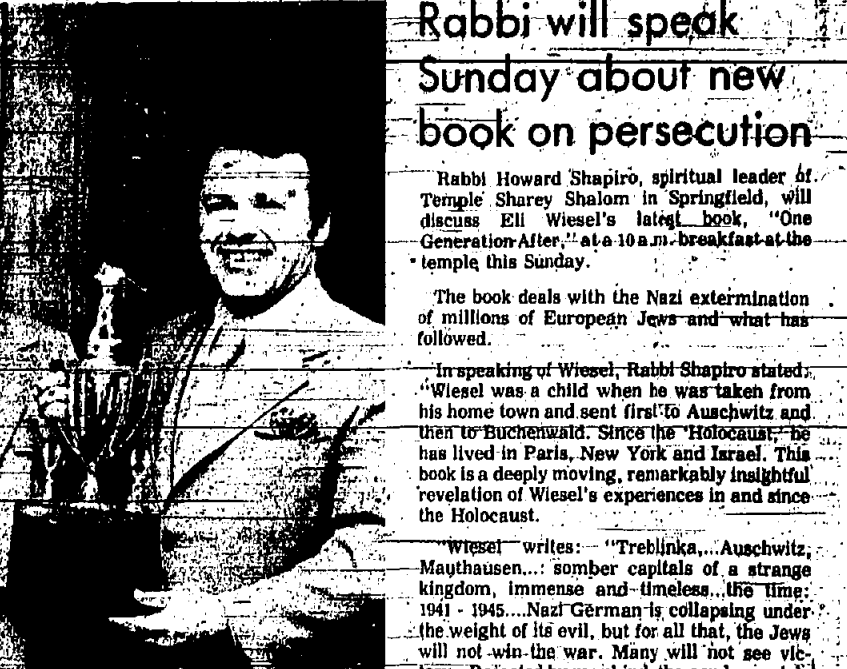 Rabbi will speak
Sunday about new
book on persecution
Rabbi Howard Shapiro, spiritual leader of
Temple Sharey Shalom in Springfield, will
discuss Eli Wiesel's latest book, "One
Generation After," at a 10 a.m. breakfast at the
temple this Sunday.
The book deals with the Nazi extermination
of millions of European Jews and what has
followed.
In speaking of Wiesel, Rabbi Shapiro stated:
"Wiesel was a child when he was taken from
his home town and sent first to Auschwitz and
then to Buchenwald. Since the 'Holocaust,' he
has lived in Paris, New York and Israel. This
book is a deeply moving, remarkably insightful
revelation of Wiesel's experiences in and since
the Holocaust.
"Wiesel writes: "Treblinka,...Auschwitz,
Mauthausen...: somber capitals of a strange
kingdom, immense and timeless...the time:
1941 - 1945....Nazi German is collapsing under
the weight of its evil, but for all that, the Jews
will not win the war. Many will not see vic-